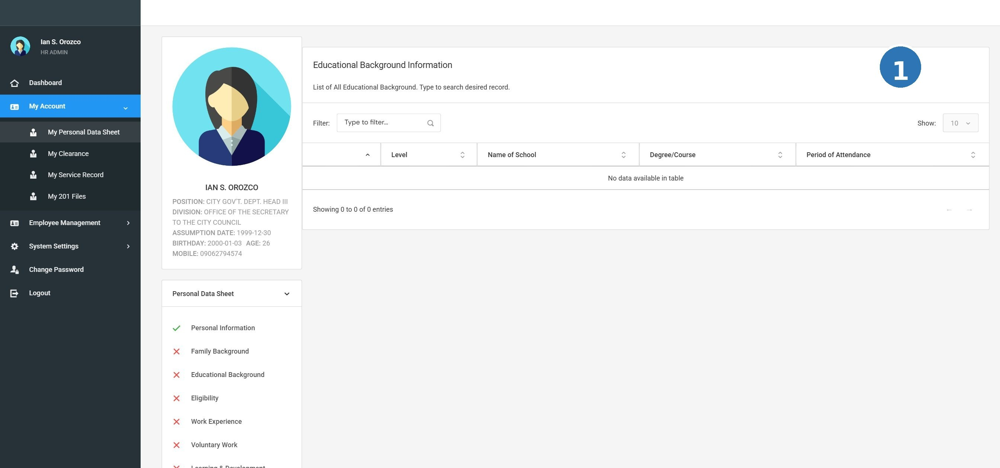 Ian S. Orozco
HR ADMIN
Dashboard
My Account
My Personal Data Sheet
My Clearance
My Service Record
My 201 Files
Employee Management
System Settings
Change Password
Logout
IAN S. OROZCO
POSITION: CITY GOV'T. DEPT. HEAD III
DIVISION: OFFICE OF THE SECRETARY
TO THE CITY COUNCIL
ASSUMPTION DATE: 1999-12-30
BIRTHDAY: 2000-01-03 AGE: 26
MOBILE: 09062794574
Personal Data Sheet
Personal Information
Family Background
Educational Background
Eligibility
Work Experience
Voluntary Work
Learning & Development
Educational Background Information
1
List of All Educational Background. Type to search desired record.
Filter: Type to filter... Show: 10
Level Name of School Degree/Course Period of Attendance
No data available in table
Showing 0 to 0 of 0 entries ← →